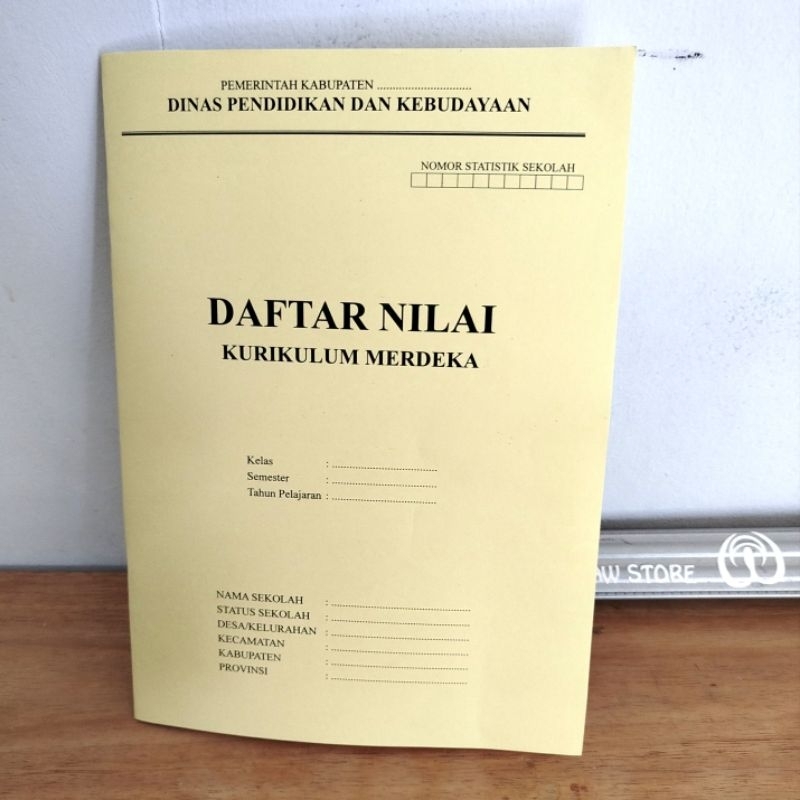 PEMERINTAH KABUPATEN ................................
DINAS PENDIDIKAN DAN KEBUDAYAAN
NOMOR STATISTIK SEKOLAH
DAFTAR NILAI
KURIKULUM MERDEKA
Kelas : ....................................
Semester : ....................................
Tahun Pelajaran : ....................................
NAMA SEKOLAH : ................................................
STATUS SEKOLAH : ................................................
DESA/KELURAHAN : ................................................
KECAMATAN : ................................................
KABUPATEN : ................................................
PROVINSI : ................................................
STORE